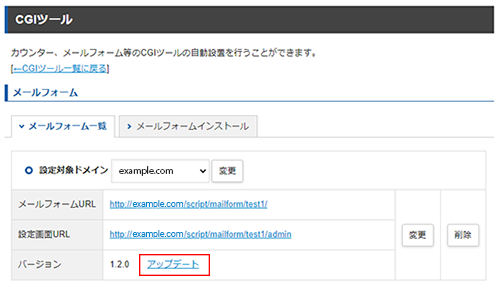 CGIツール
カウンター、メールフォーム等のCGIツールの自動設置を行うことができます。
[←CGIツール一覧に戻る]
メールフォーム
メールフォーム一覧 メールフォームインストール
設定対象ドメイン example.com 変更
メールフォームURL http://example.com/script/mailform/test1/
設定画面URL http://example.com/script/mailform/test1/admin 変更 削除
バージョン 1.2.0 アップデート